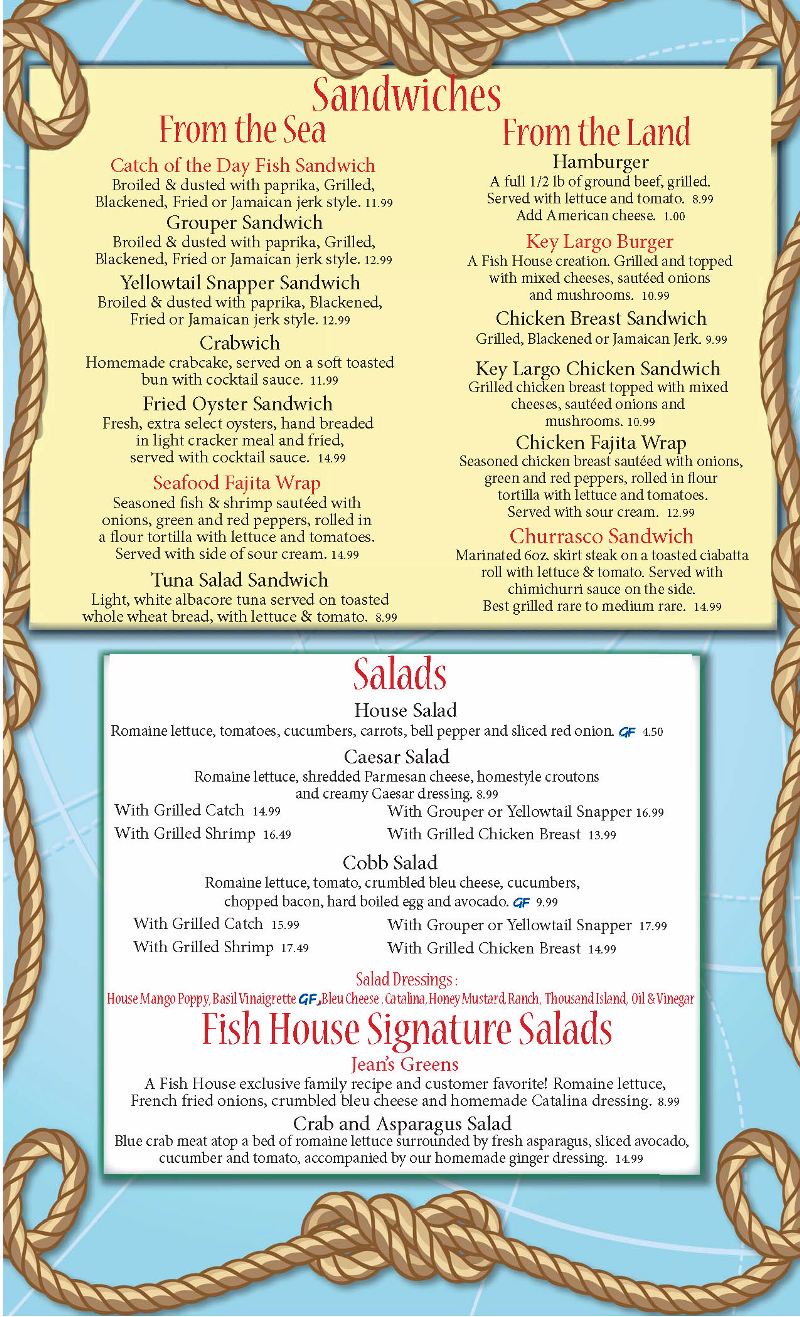 Sandwiches
From the Sea
Catch of the Day Fish Sandwich
Broiled & dusted with paprika, Grilled,
Blackened, Fried or Jamaican jerk style. 11.99
Grouper Sandwich
Broiled & dusted with paprika, Grilled,
Blackened, Fried or Jamaican jerk style. 12.99
Yellowtail Snapper Sandwich
Broiled & dusted with paprika, Blackened,
Fried or Jamaican jerk style. 12.99
Crabwich
Homemade crabcake, served on a soft toasted
bun with cocktail sauce. 11.99
Fried Oyster Sandwich
Fresh, extra select oysters, hand breaded
in light cracker meal and fried,
served with cocktail sauce. 14.99
Seafood Fajita Wrap
Seasoned fish & shrimp sautéed with
onions, green and red peppers, rolled in
a flour tortilla with lettuce and tomatoes.
Served with side of sour cream. 14.99
Tuna Salad Sandwich
Light, white albacore tuna served on toasted
whole wheat bread, with lettuce & tomato. 8.99
From the Land
Hamburger
A full 1/2 lb of ground beef, grilled.
Served with lettuce and tomato. 8.99
Add American cheese. 1.00
Key Largo Burger
A Fish House creation. Grilled and topped
with mixed cheeses, sautéed onions
and mushrooms. 10.99
Chicken Breast Sandwich
Grilled, Blackened or Jamaican Jerk. 9.99
Key Largo Chicken Sandwich
Grilled chicken breast topped with mixed
cheeses, sautéed onions and
mushrooms. 10.99
Chicken Fajita Wrap
Seasoned chicken breast sautéed with onions,
green and red peppers, rolled in flour
tortilla with lettuce and tomatoes.
Served with sour cream. 12.99
Churrasco Sandwich
Marinated 6oz. skirt steak on a toasted ciabatta
roll with lettuce & tomato. Served with
chimichurri sauce on the side.
Best grilled rare to medium rare. 14.99
Salads
House Salad
Romaine lettuce, tomatoes, cucumbers, carrots, bell pepper and sliced red onion. GF 4.50
Caesar Salad
Romaine lettuce, shredded Parmesan cheese, homestyle croutons
and creamy Caesar dressing. 8.99
With Grilled Catch 14.99 With Grouper or Yellowtail Snapper 16.99
With Grilled Shrimp 16.49 With Grilled Chicken Breast 13.99
Cobb Salad
Romaine lettuce, tomato, crumbled bleu cheese, cucumbers,
chopped bacon, hard boiled egg and avocado. GF 9.99
With Grilled Catch 15.99 With Grouper or Yellowtail Snapper 17.99
With Grilled Shrimp 17.49 With Grilled Chicken Breast 14.99
Salad Dressings :
House Mango Poppy, Basil Vinaigrette GF, Bleu Cheese, Catalina, Honey Mustard, Ranch, Thousand Island, Oil & Vinegar
Fish House Signature Salads
Jean's Greens
A Fish House exclusive family recipe and customer favorite! Romaine lettuce,
French fried onions, crumbled bleu cheese and homemade Catalina dressing. 8.99
Crab and Asparagus Salad
Blue crab meat atop a bed of romaine lettuce surrounded by fresh asparagus, sliced avocado,
cucumber and tomato, accompanied by our homemade ginger dressing. 14.99